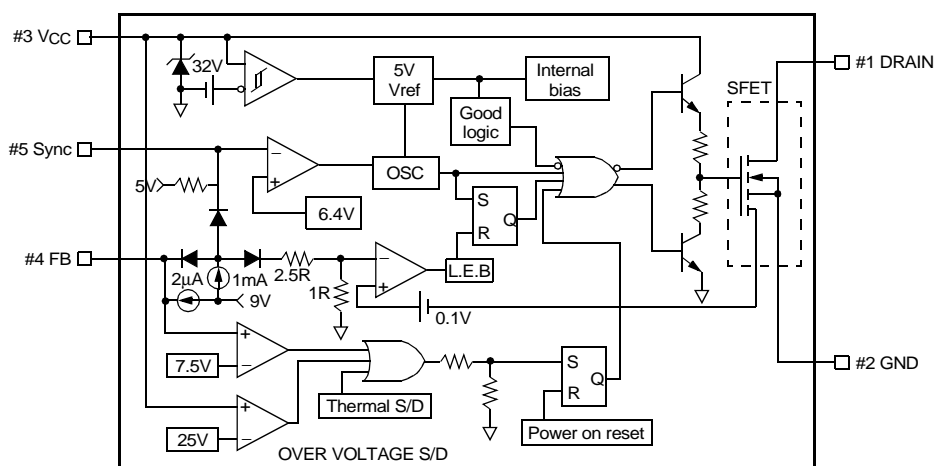 #3 VCC
32V
5V
Vref
Internal
bias
#1 DRAIN
SFET
Good
logic
#5 Sync
5V
OSC
6.4V
S
R
Q
#4 FB
2μA
1mA
9V
2.5R
1R
L.E.B
0.1V
7.5V
Thermal S/D
S
R
Q
#2 GND
25V
Power on reset
OVER VOLTAGE S/D